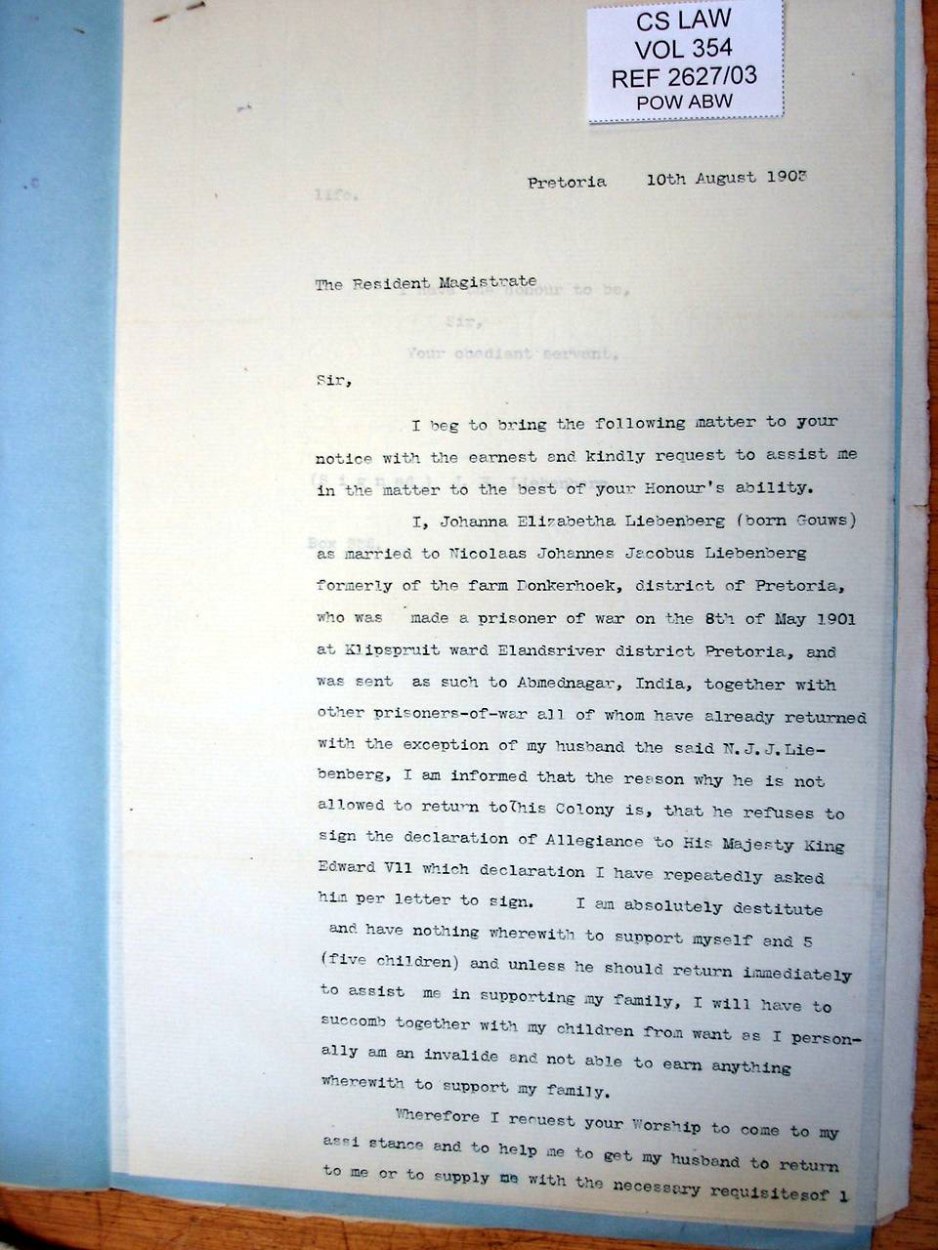 CS LAW
VOL 354
REF 2627/03
POW ABW
Pretoria 10th August 1903
life.
The Resident Magistrate
the honour to be,
Sir,
Your obediant servant,
Sir,
I beg to bring the following matter to your
notice with the earnest and kindly request to assist me
in the matter to the best of your Honour's ability.
I, Johanna Elizabetha Liebenberg (born Gouws)
Box
as married to Nicolaas Johannes Jacobus Liebenberg
formerly of the farm Donkerhoek, district of Pretoria,
who was made a prisoner of war on the 8th of May 1901
at Klipspruit ward Elandsriver district Pretoria, and
was sent as such to Abmednagar, India, together with
other prisoners-of-war all of whom have already returned
with the exception of my husband the said N.J.J.Lie-
benberg, I am informed that the reason why he is not
allowed to return to This Colony is, that he refuses to
sign the declaration of Allegiance to His Majesty King
Edward V11 which declaration I have repeatedly asked
him per letter to sign. I am absolutely destitute
and have nothing wherewith to support myself and 5
(five children) and unless he should return immediately
to assist me in supporting my family, I will have to
succomb together with my children from want as I person-
ally am an invalide and not able to earn anything
wherewith to support my family.
Wherefore I request your Worship to come to my
assi stance and to help me to get my husband to return
to me or to supply me with the necessary requisitesof l